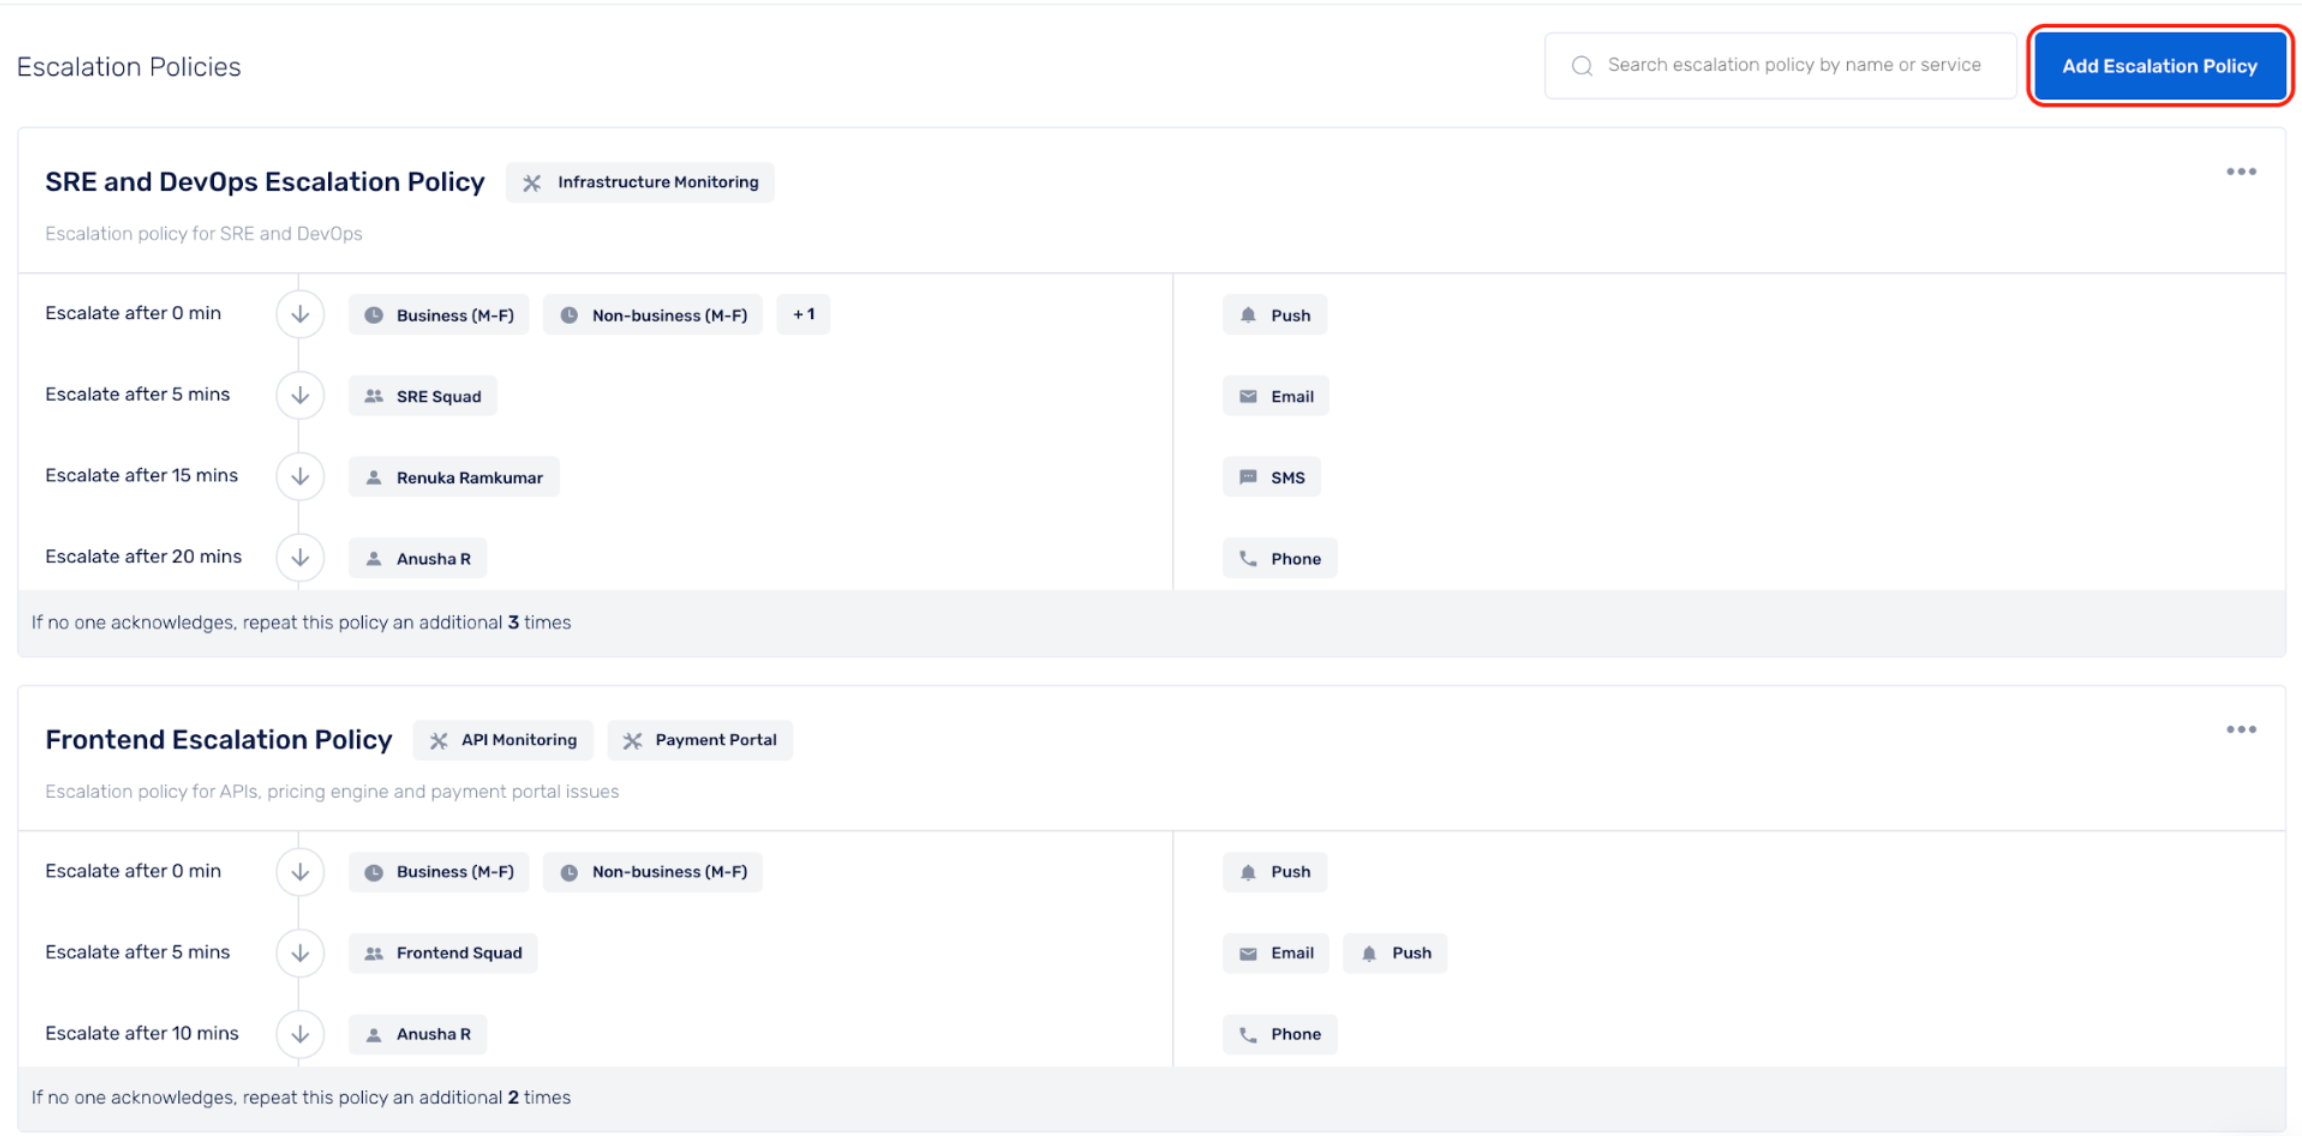 Escalation Policies
Search escalation policy by name or service
Add Escalation Policy
SRE and DevOps Escalation Policy
Infrastructure Monitoring
Escalation policy for SRE and DevOps
Escalate after 0 min
Business (M-F)
Non-business (M-F)
+ 1
Push
Escalate after 5 mins
SRE Squad
Email
Escalate after 15 mins
Renuka Ramkumar
SMS
Escalate after 20 mins
Anusha R
Phone
If no one acknowledges, repeat this policy an additional 3 times
Frontend Escalation Policy
API Monitoring
Payment Portal
Escalation policy for APIs, pricing engine and payment portal issues
Escalate after 0 min
Business (M-F)
Non-business (M-F)
Push
Escalate after 5 mins
Frontend Squad
Email
Push
Escalate after 10 mins
Anusha R
Phone
If no one acknowledges, repeat this policy an additional 2 times